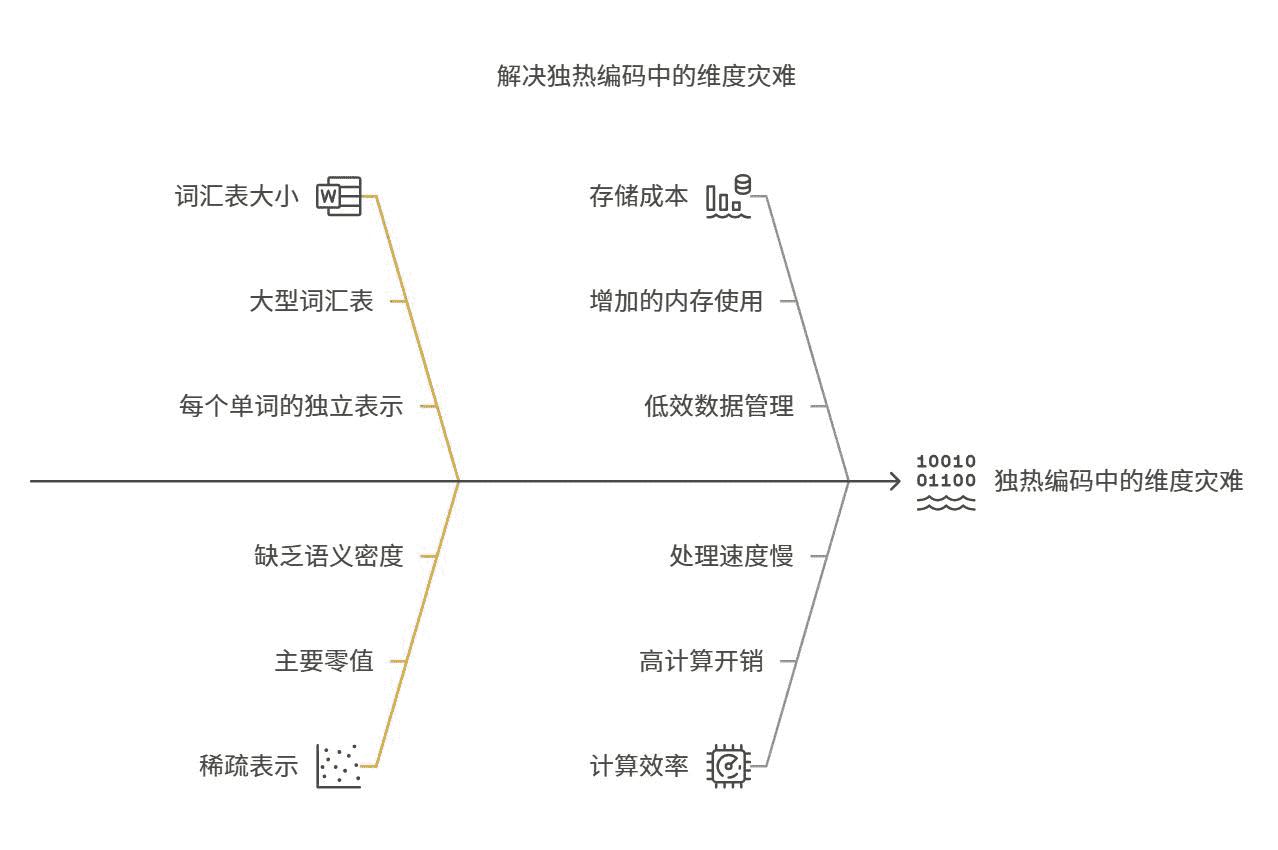 解决独热编码中的维度灾难
词汇表大小
W
大型词汇表
每个单词的独立表示
存储成本
增加的内存使用
低效数据管理
10010
01100
独热编码中的维度灾难
缺乏语义密度
主要零值
稀疏表示
处理速度慢
高计算开销
计算效率